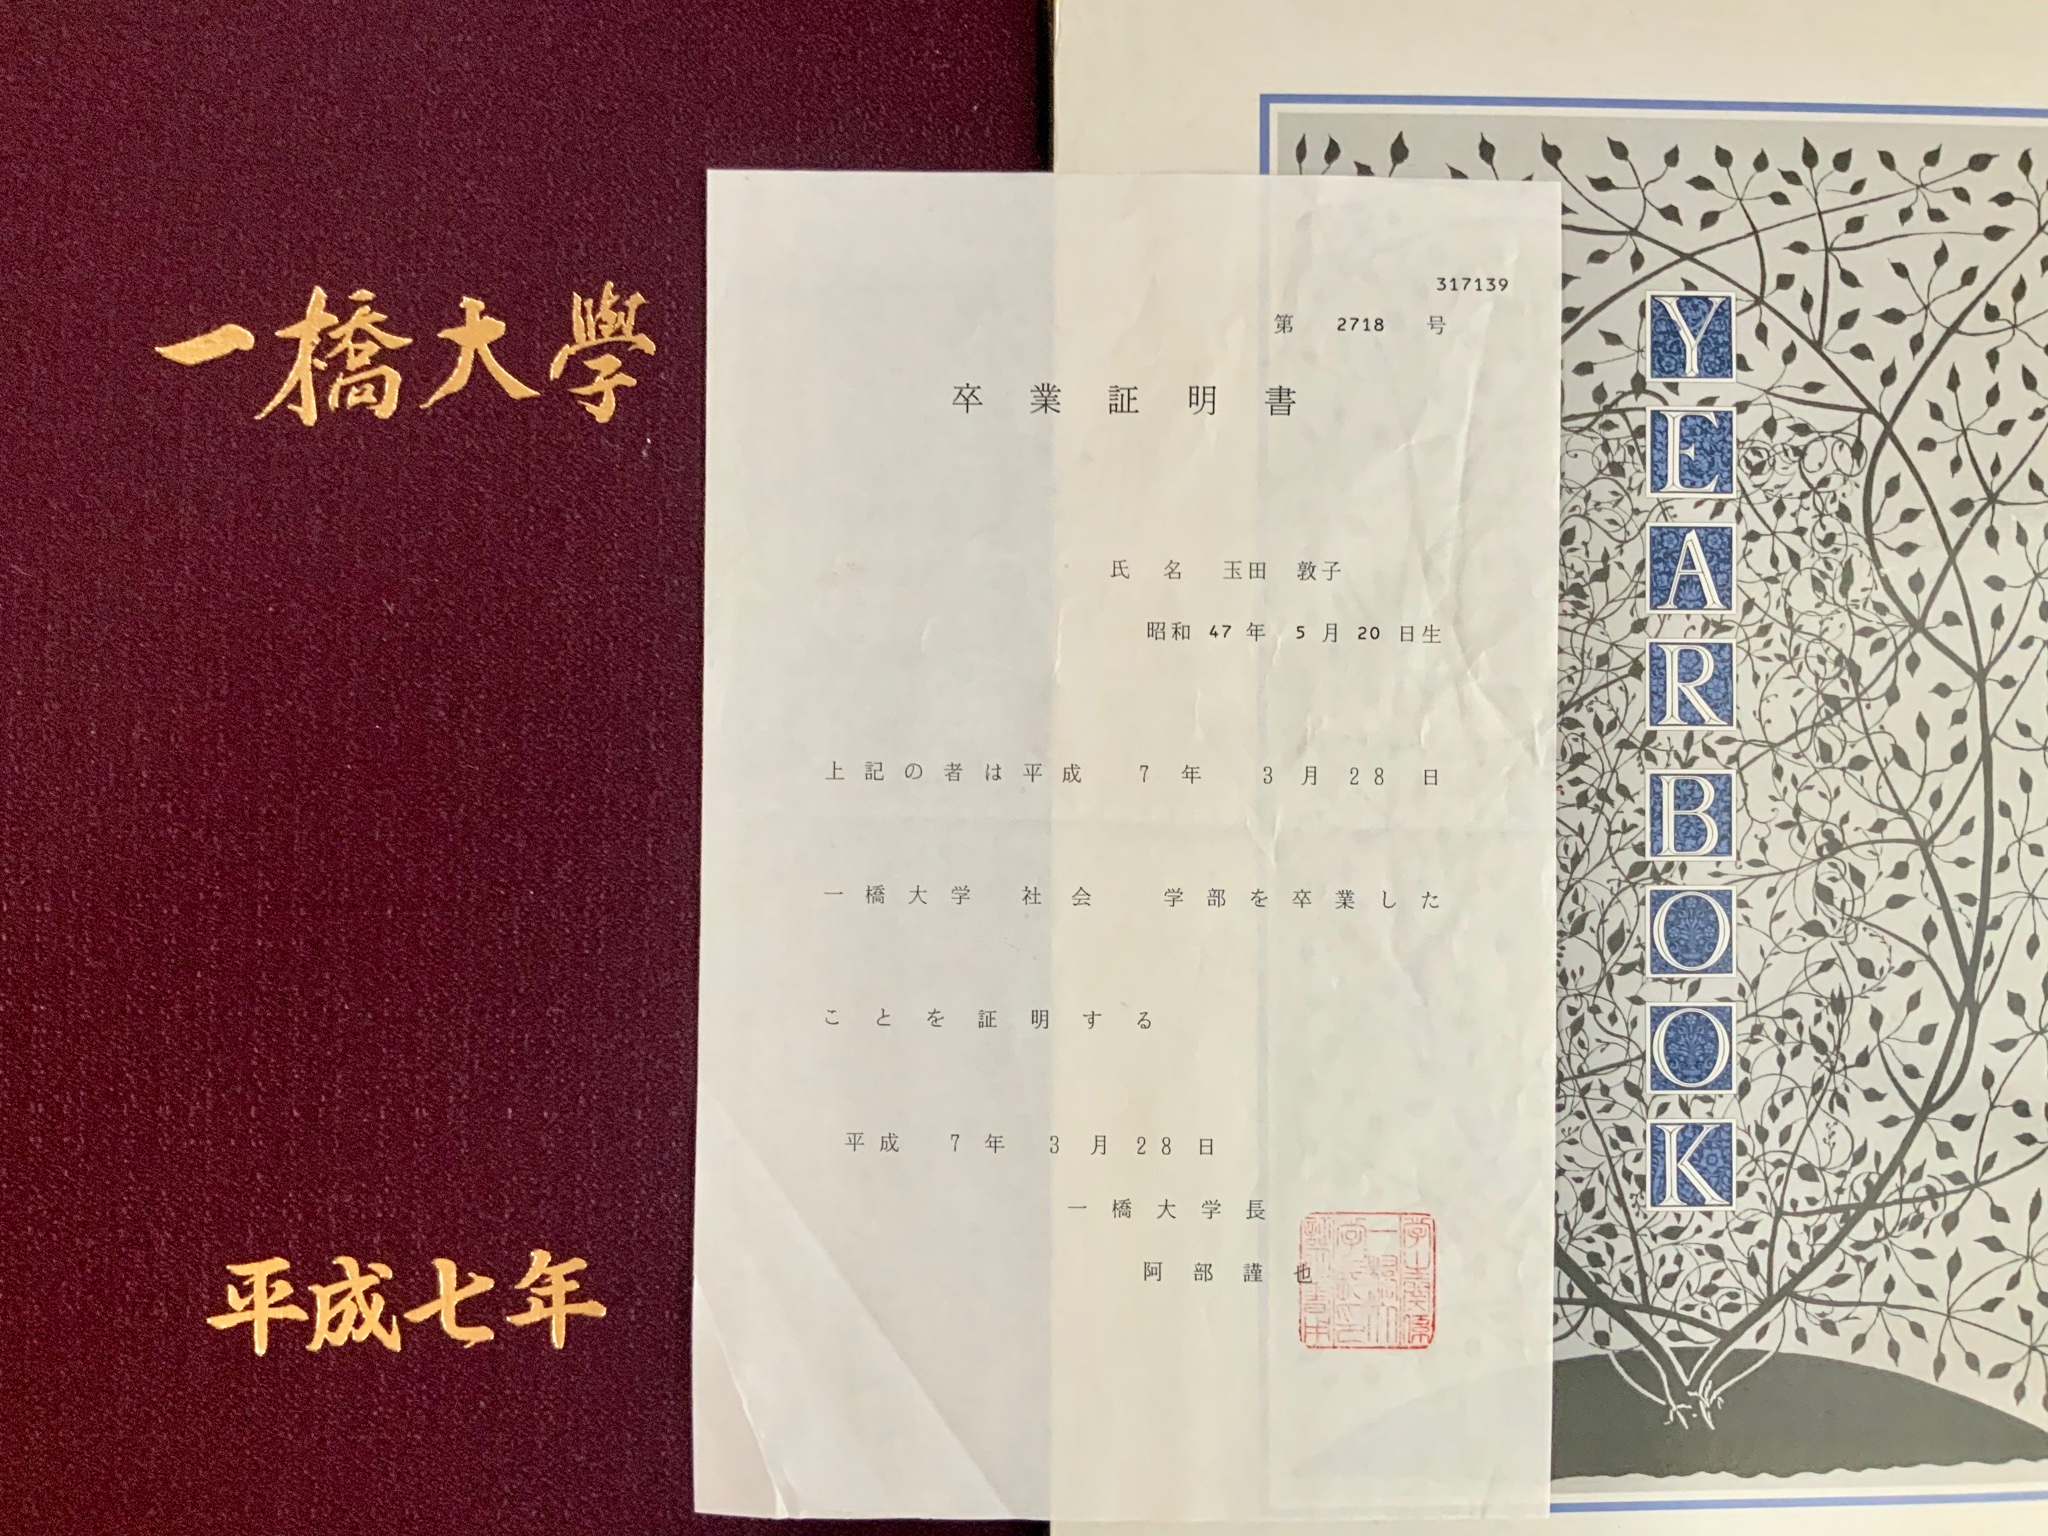 一橋大學
平成七年
317139
第 2718 号
卒業証明書
氏名 玉田 敦子
昭和 47 年 5 月 20 日生
上記の者は平成 7 年 3 月 28 日
一橋大学 社会 学部を卒業した
ことを証明する
平成 7 年 3 月 28 日
一橋大学長
阿部謹也
YEARBOOK